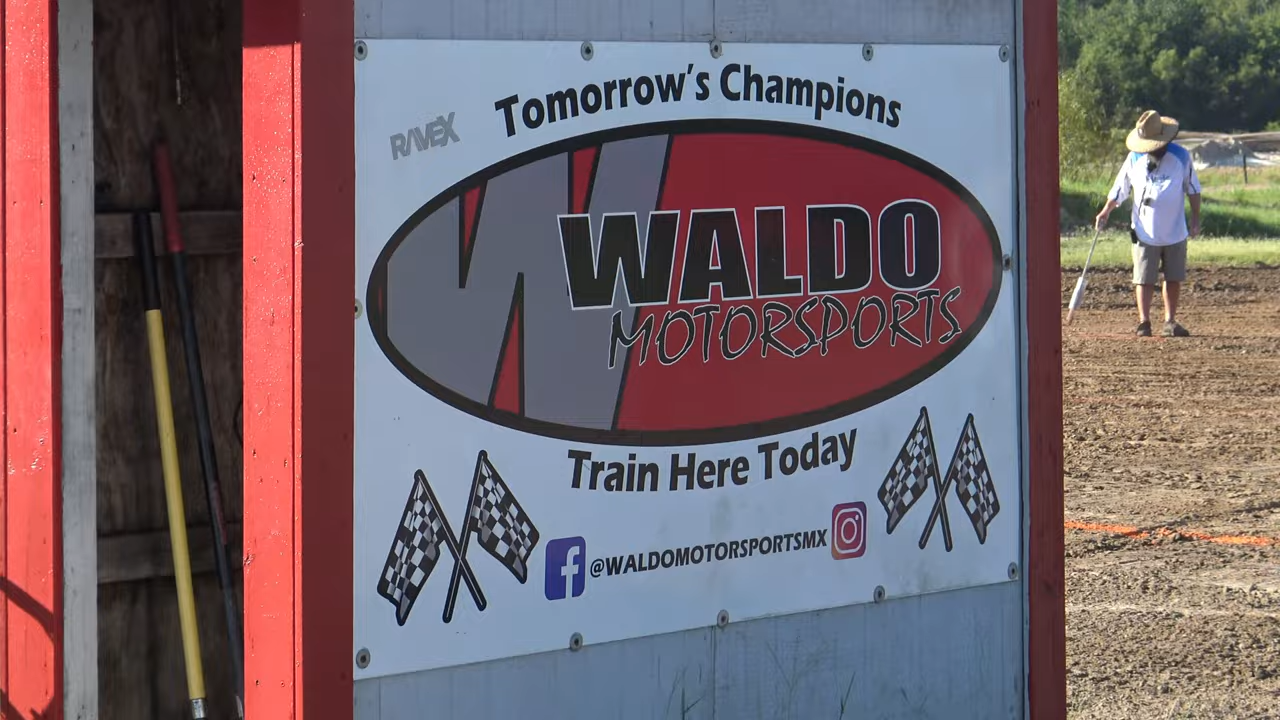 Tomorrow's Champions
RAVEX
WALDO
MOTORSPORTS
Train Here Today
@WALDOMOTORSPORTSMX